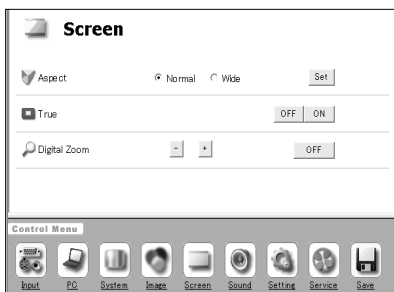 Screen
Aspect Normal Wide Set
True OFF ON
Digital Zoom - + OFF
Control Menu
Input PC System Image Screen Sound Setting Service Save